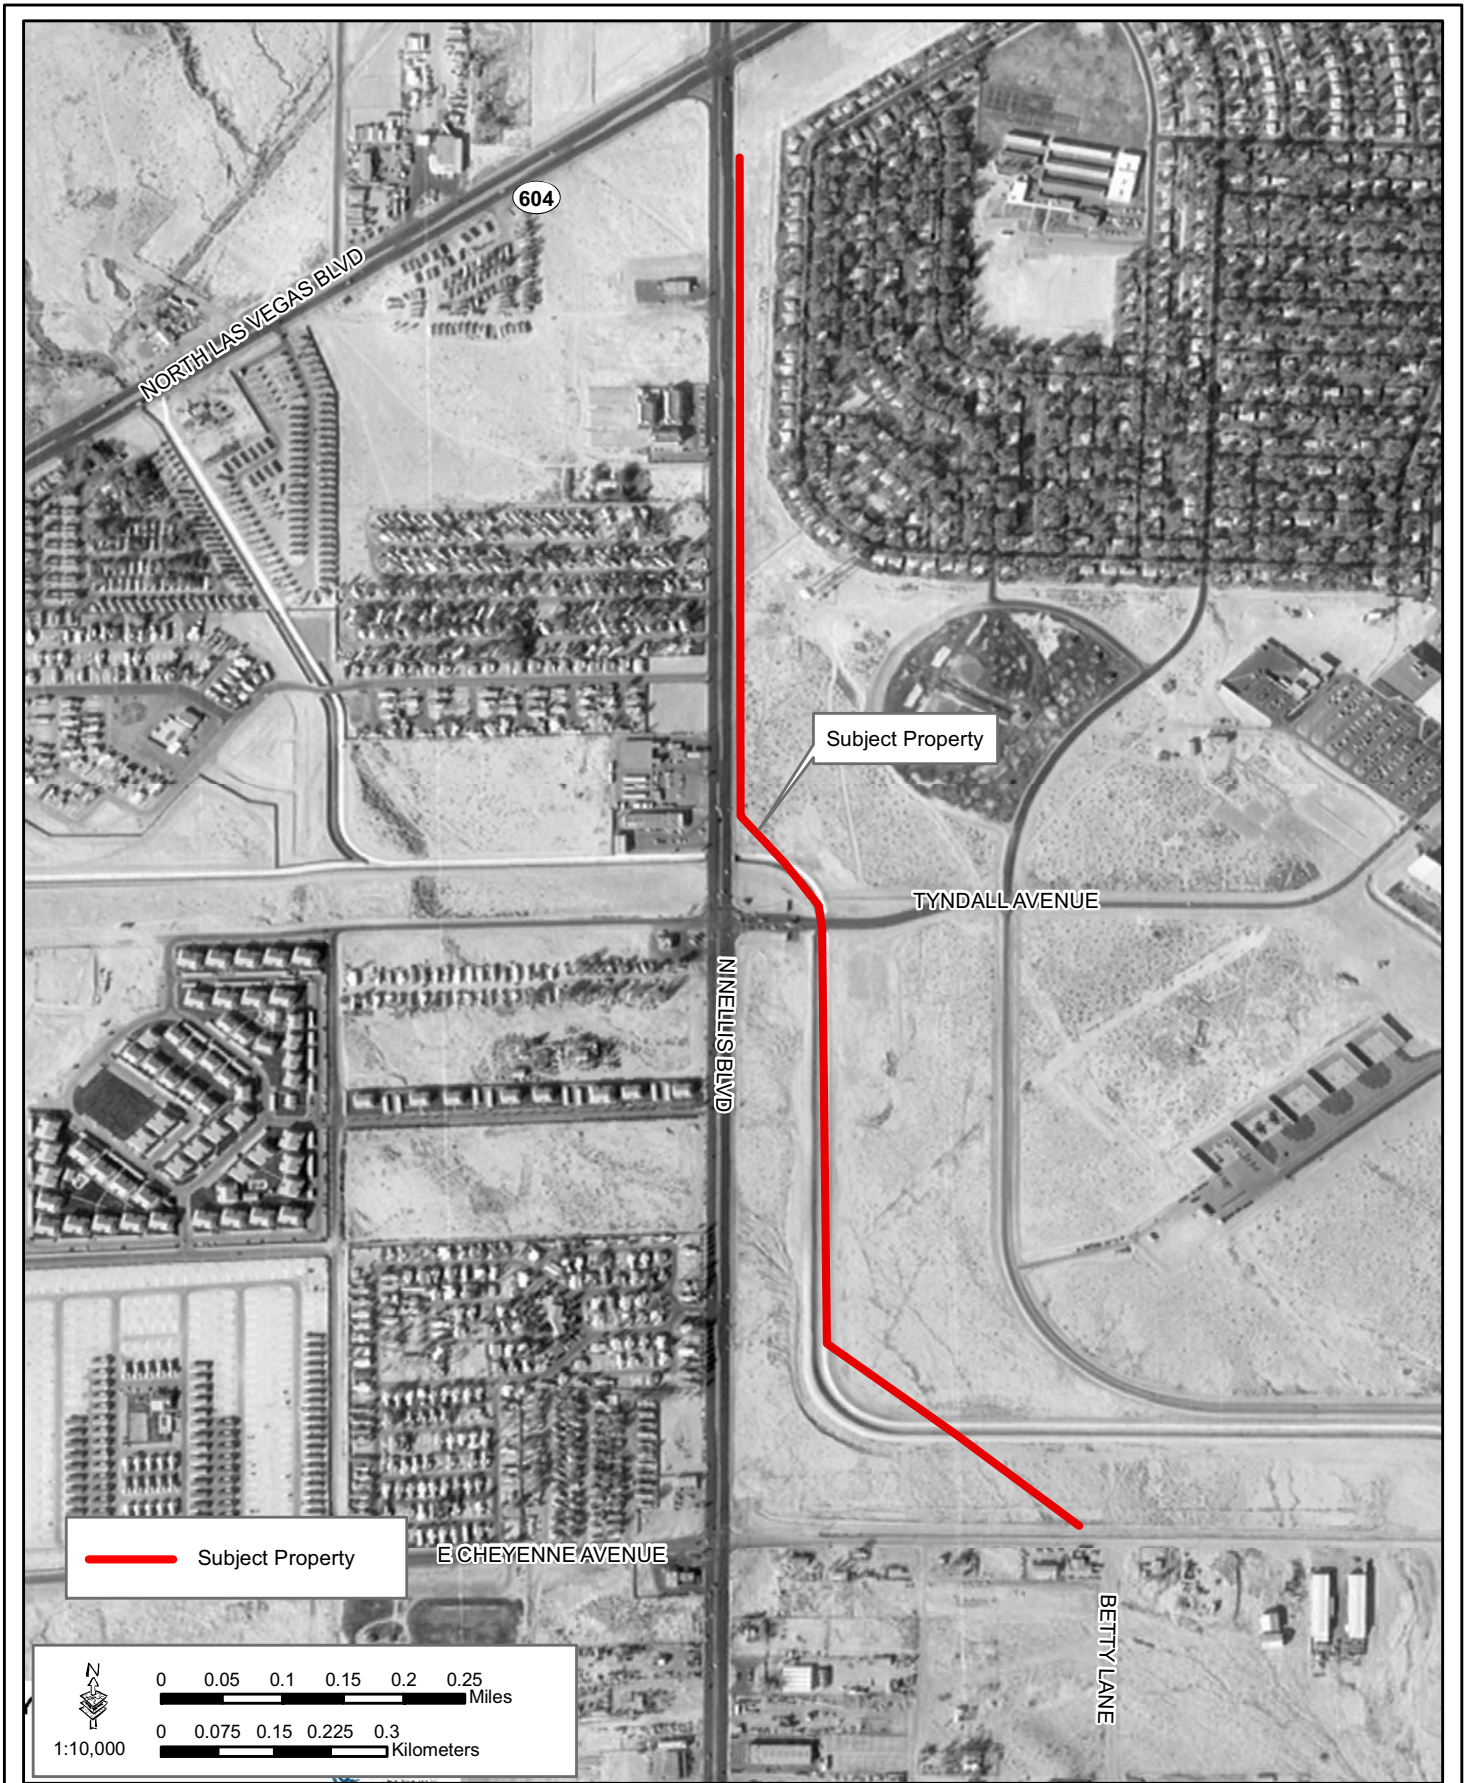 604
NORTH LAS VEGAS BLVD
Subject Property
TYNDALL AVENUE
N NELLIS BLVD
Subject Property
E CHEYENNE AVENUE
BETTY LANE
N
0 0.05 0.1 0.15 0.2 0.25
Miles
0 0.075 0.15 0.225 0.3
Kilometers
1:10,000